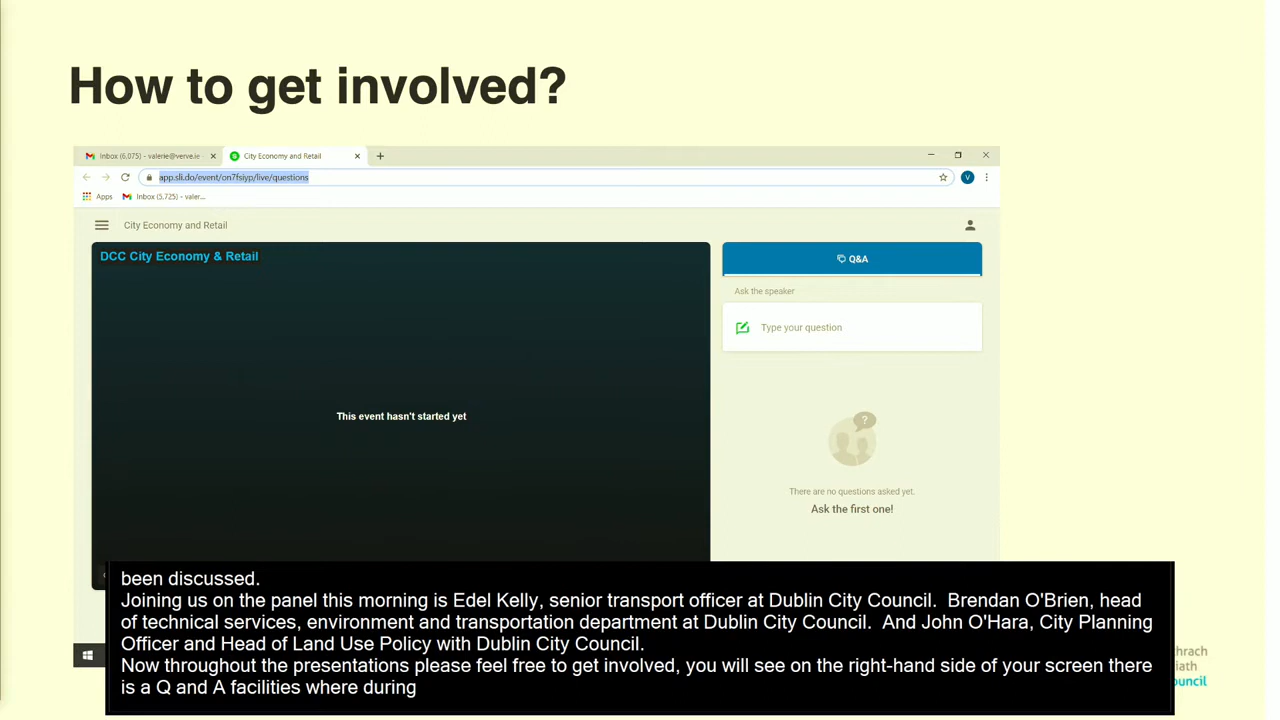 How to get involved?
Inbox (6,075) - valerie@verve.ie
City Economy and Retail
app.sli.do/event/on7fsiyp/live/questions
V
Apps
Inbox (5,725) - valer...
City Economy and Retail
DCC City Economy & Retail
Q&A
Ask the speaker
Type your question
This event hasn't started yet
?
There are no questions asked yet.
Ask the first one!
been discussed.
Joining us on the panel this morning is Edel Kelly, senior transport officer at Dublin City Council. Brendan O'Brien, head
of technical services, environment and transportation department at Dublin City Council. And John O'Hara, City Planning
Officer and Head of Land Use Policy with Dublin City Council.
Now throughout the presentations please feel free to get involved, you will see on the right-hand side of your screen there
is a Q and A facilities where during
hrach
iath
ouncil